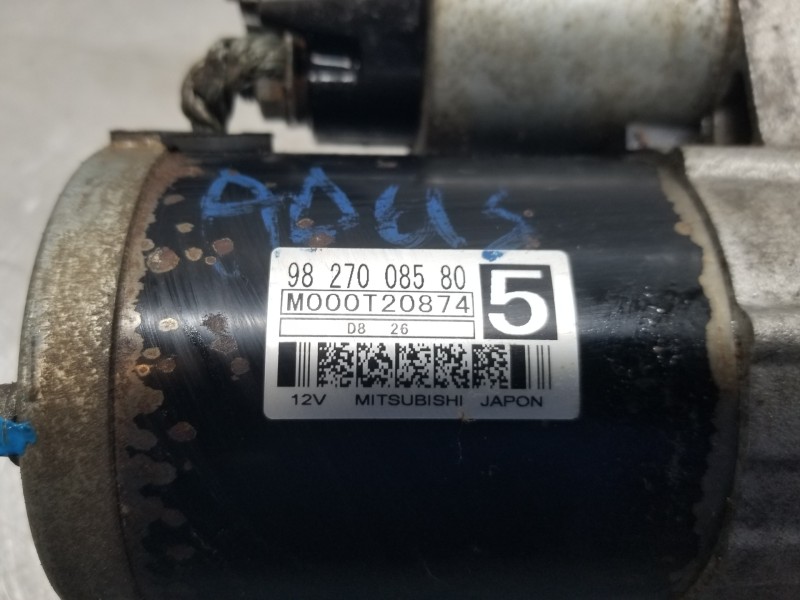 98 270 085 80
M000T20874
5
D8 26
12V MITSUBISHI JAPON